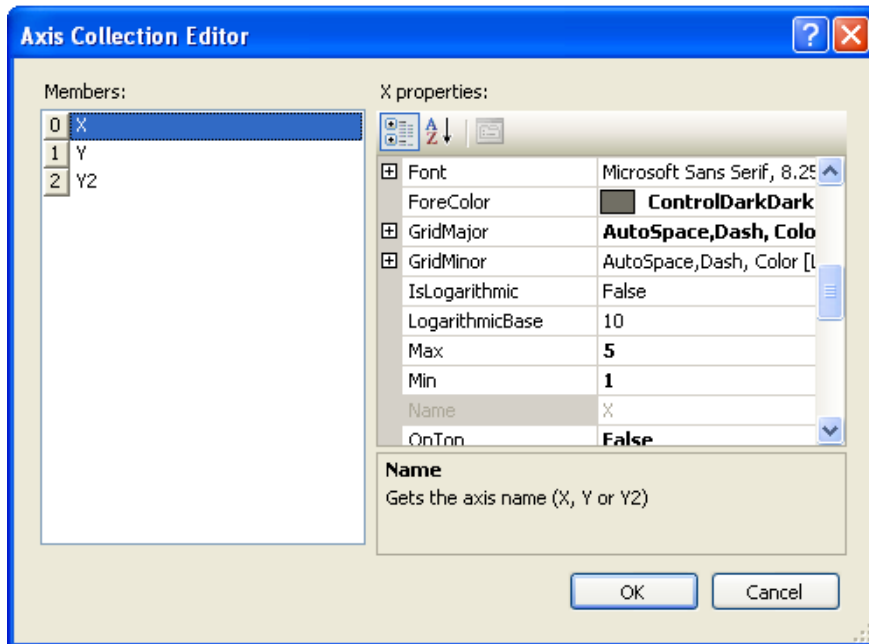 Axis Collection Editor
Members:
0 X
1 Y
2 Y2
X properties:
Font Microsoft Sans Serif, 8.25
ForeColor ControlDarkDark
GridMajor AutoSpace,Dash, Colo
GridMinor AutoSpace,Dash, Color [L
IsLogarithmic False
LogarithmicBase 10
Max 5
Min 1
Name X
OnTop False
Name
Gets the axis name (X, Y or Y2)
OK Cancel